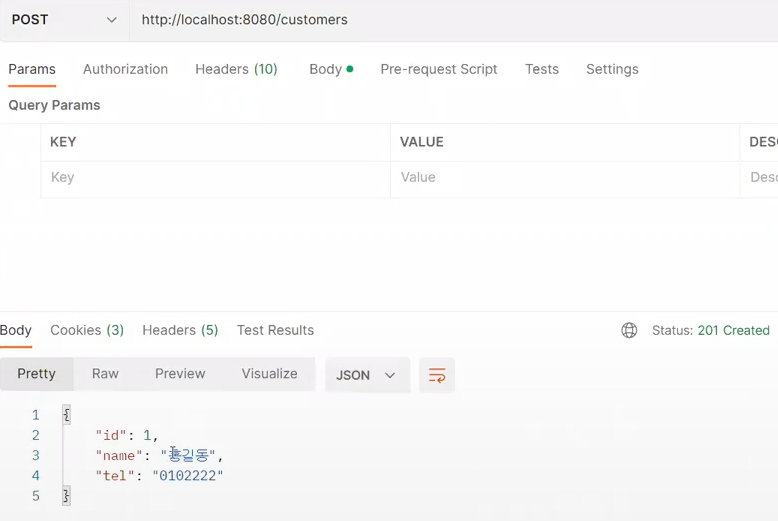 POST http://localhost:8080/customers
Params Authorization Headers (10) Body Pre-request Script Tests Settings
Query Params
KEY VALUE DESC
Key Value Desc
Body Cookies (3) Headers (5) Test Results Status: 201 Created
Pretty Raw Preview Visualize JSON
1 {
2 "id": 1,
3 "name": "홍길동",
4 "tel": "0102222"
5 }